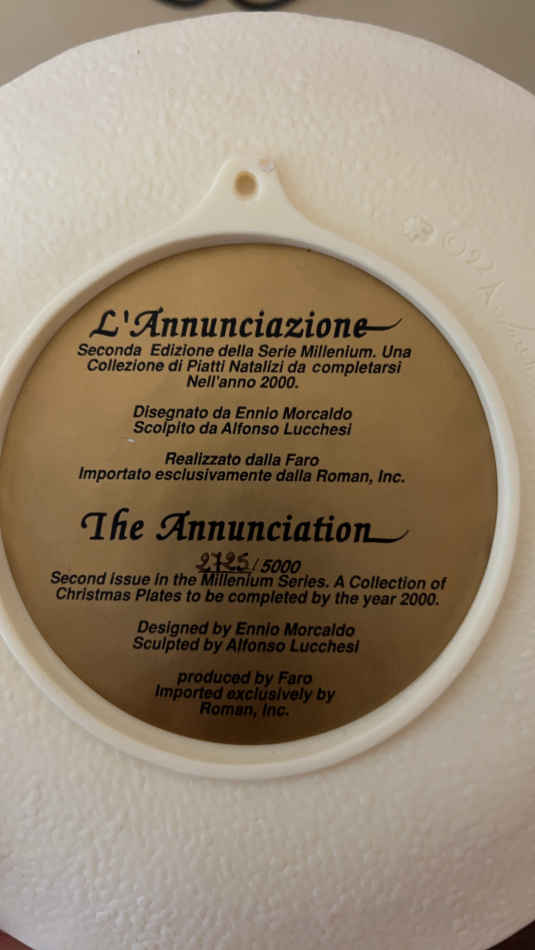 L'Annunciazione
Seconda Edizione della Serie Millenium. Una
Collezione di Piatti Natalizi da completarsi
Nell'anno 2000.
Disegnato da Ennio Morcaldo
Scolpito da Alfonso Lucchesi
Realizzato dalla Faro
Importato esclusivamente dalla Roman, Inc.
The Annunciation
2725/5000
Second issue in the Millenium Series. A Collection of
Christmas Plates to be completed by the year 2000.
Designed by Ennio Morcaldo
Sculpted by Alfonso Lucchesi
produced by Faro
Imported exclusively by
Roman, Inc.
© 92 A.